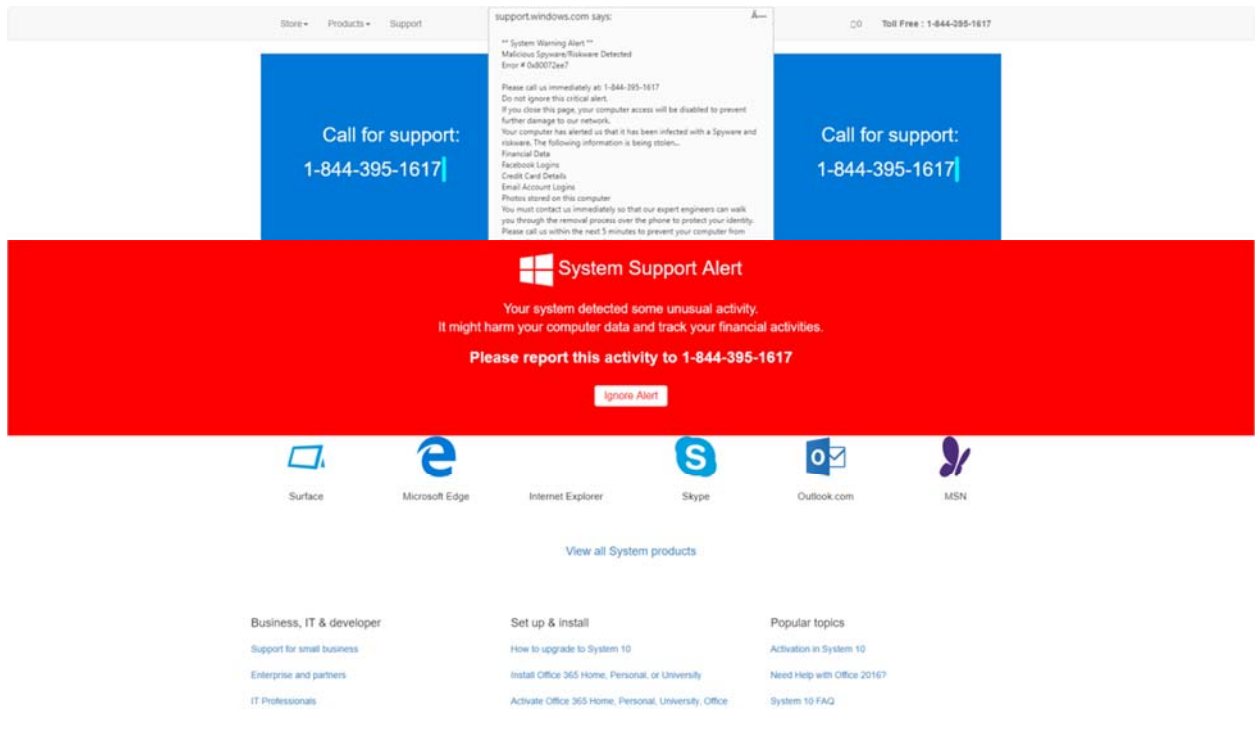 Store Products Support
support.windows.com says:
Toll Free : 1-844-395-1617
** System Warning Alert **
Malicious Spyware/Riskware Detected
Error # 0x80072ee7
Please call us immediately at: 1-844-395-1617
Do not ignore this critical alert.
If you close this page, your computer access will be disabled to prevent
further damage to our network.
Your computer has alerted us that it has been infected with a Spyware and
riskware. The following information is being stolen...
Financial Data
Facebook Logins
Credit Card Details
Email Account Logins
Photos stored on this computer
You must contact us immediately so that our expert engineers can walk
you through the removal process over the phone to protect your identity.
Please call us within the next 5 minutes to prevent your computer from
Call for support:
1-844-395-1617
Call for support:
1-844-395-1617
System Support Alert
Your system detected some unusual activity.
It might harm your computer data and track your financial activities.
Please report this activity to 1-844-395-1617
Ignore Alert
Surface
Microsoft Edge
Internet Explorer
Skype
Outlook.com
MSN
View all System products
Business, IT & developer
Support for small business
Enterprise and partners
IT Professionals
Set up & install
How to upgrade to System 10
Install Office 365 Home, Personal, or University
Activate Office 365 Home, Personal, University, Office
Popular topics
Activation in System 10
Need Help with Office 2016?
System 10 FAQ